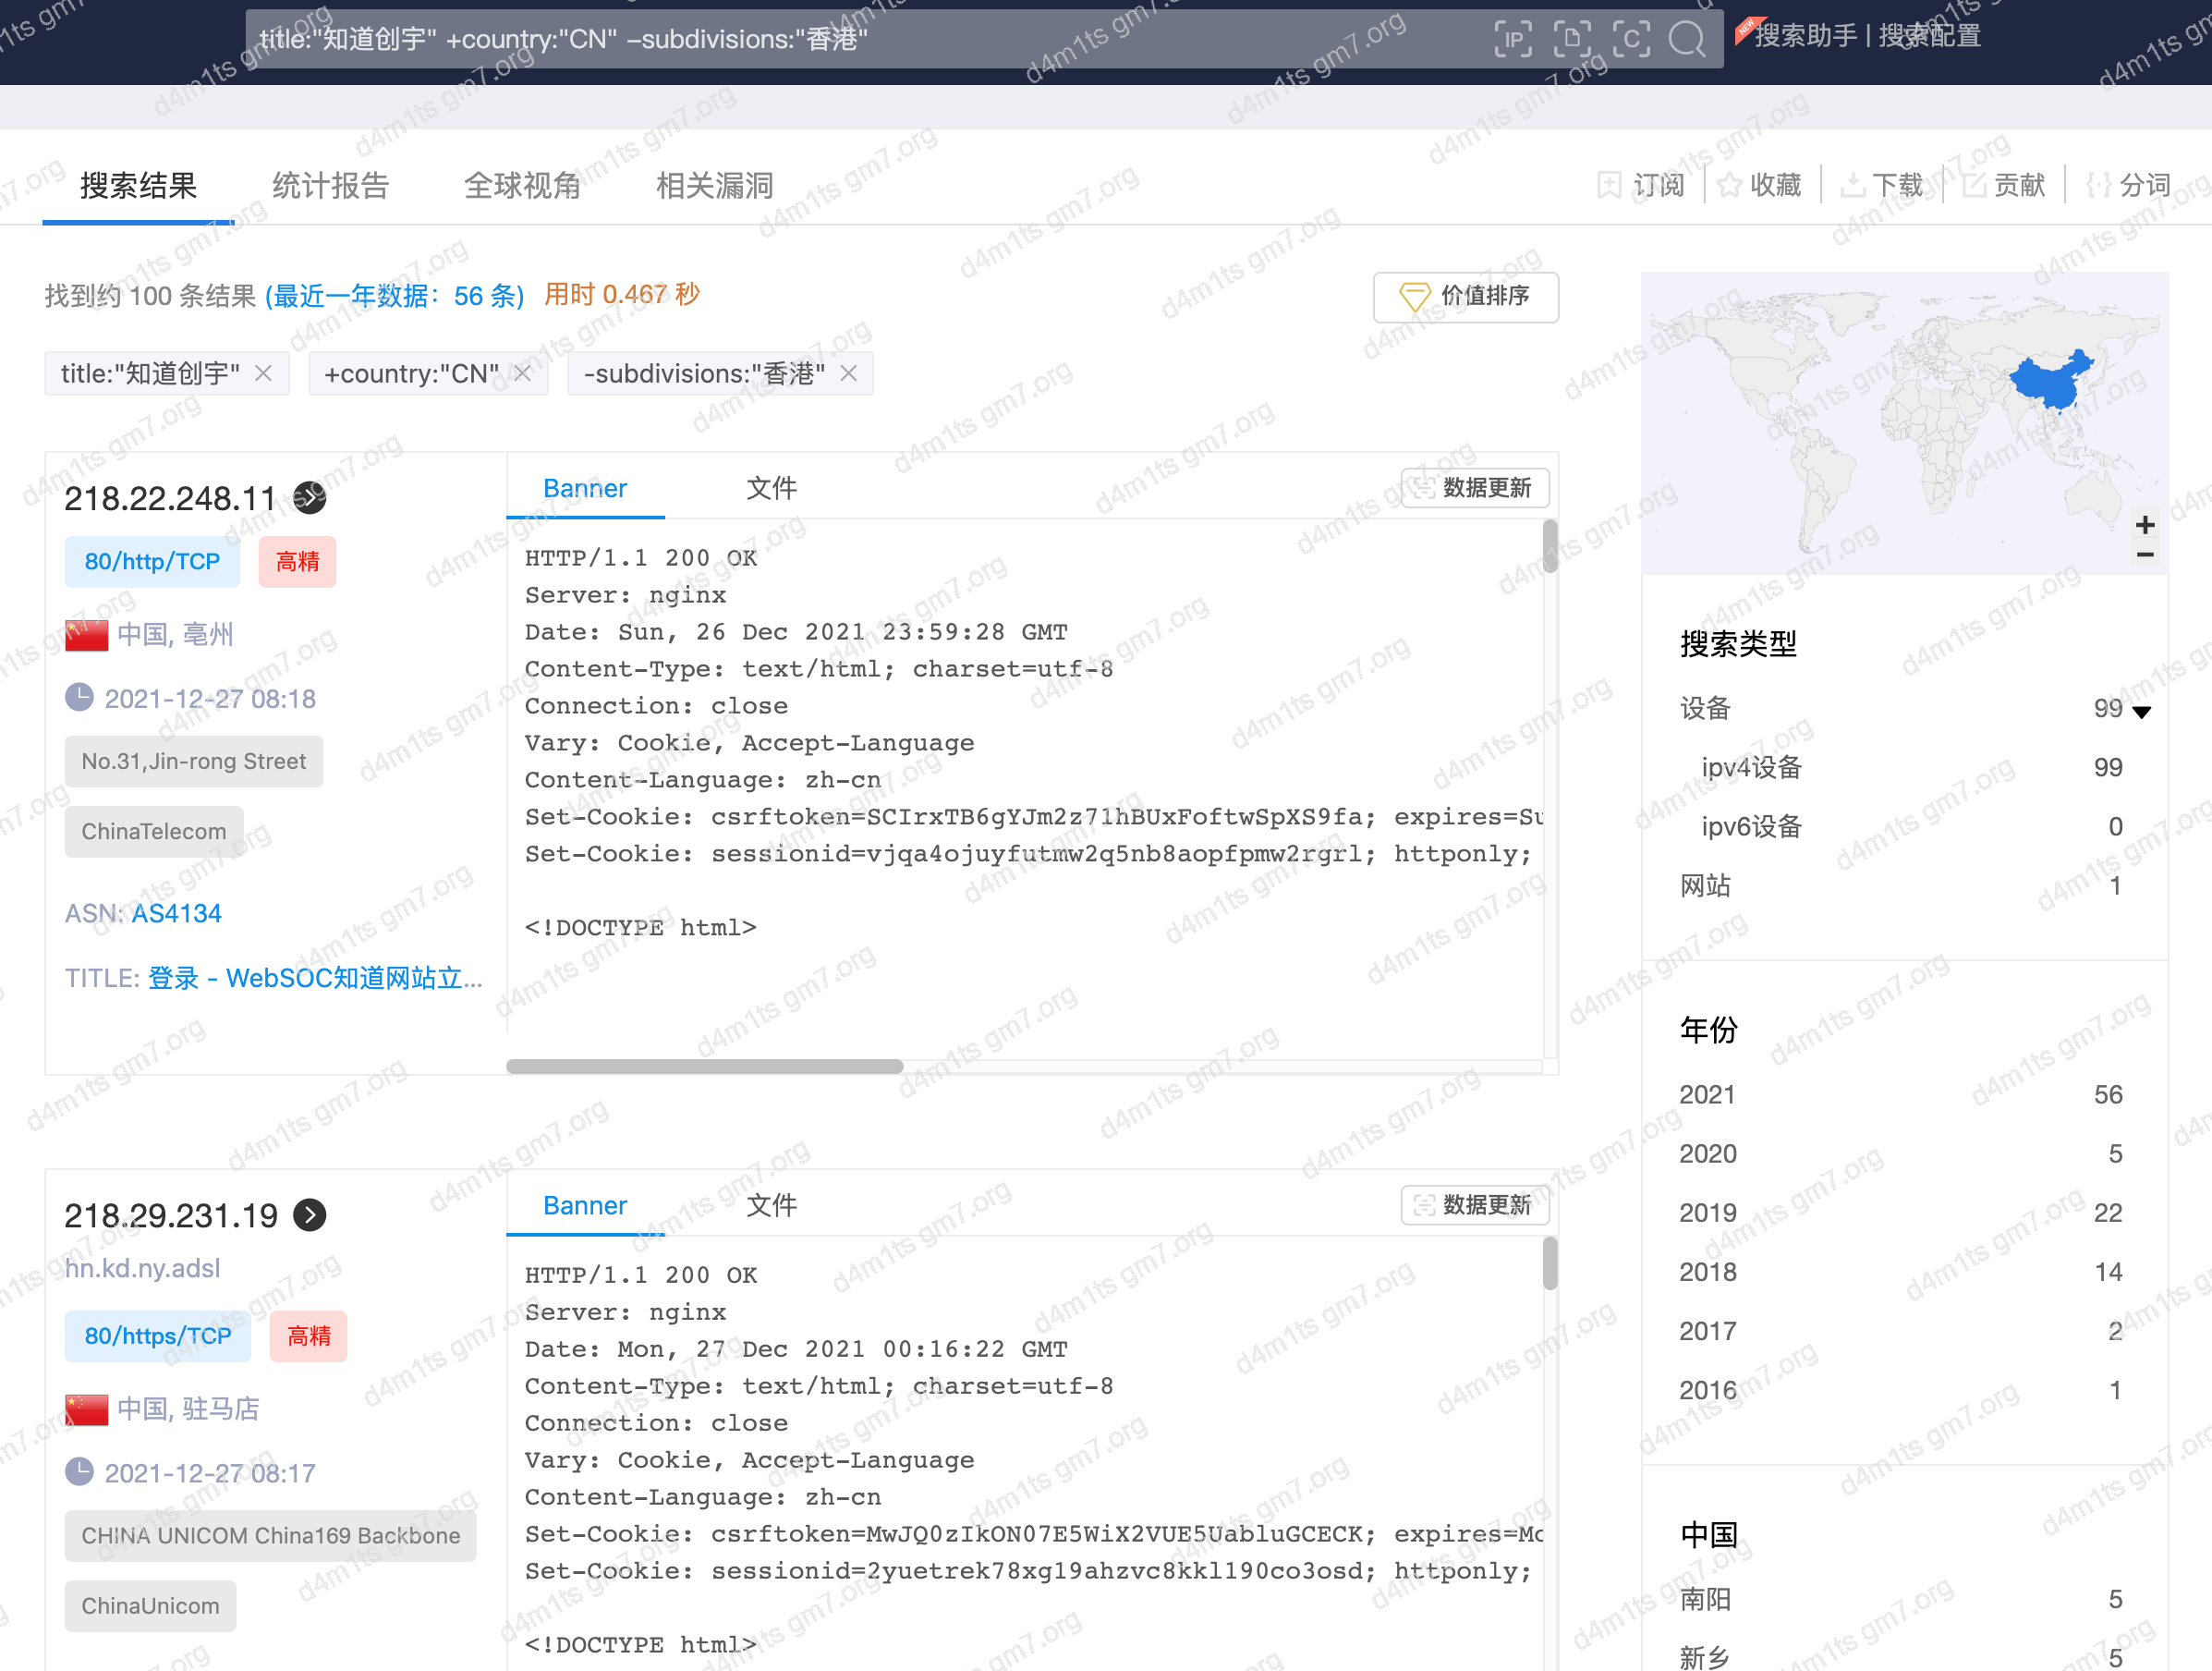 title:"知道创宇" +country:"CN" –subdivisions:"香港"
IP
C
NEW
搜索助手 | 搜索配置
搜索结果
统计报告
全球视角
相关漏洞
订阅
收藏
下载
贡献
分词
找到约 100 条结果 (最近一年数据：56 条) 用时 0.467 秒
价值排序
title:"知道创宇"
+country:"CN"
-subdivisions:"香港"
218.22.248.11
80/http/TCP
高精
中国, 亳州
2021-12-27 08:18
No.31,Jin-rong Street
ChinaTelecom
ASN: AS4134
TITLE: 登录 - WebSOC知道网站立...
Banner
文件
数据更新
HTTP/1.1 200 OK
Server: nginx
Date: Sun, 26 Dec 2021 23:59:28 GMT
Content-Type: text/html; charset=utf-8
Connection: close
Vary: Cookie, Accept-Language
Content-Language: zh-cn
Set-Cookie: csrftoken=SCIrxTB6gYJm2z71hBUxFoftwSpXS9fa; expires=Su
Set-Cookie: sessionid=vjqa4ojuyfutmw2q5nb8aopfpmw2rgrl; httponly;
<!DOCTYPE html>
218.29.231.19
hn.kd.ny.adsl
80/https/TCP
高精
中国, 驻马店
2021-12-27 08:17
CHINA UNICOM China169 Backbone
ChinaUnicom
Banner
文件
数据更新
HTTP/1.1 200 OK
Server: nginx
Date: Mon, 27 Dec 2021 00:16:22 GMT
Content-Type: text/html; charset=utf-8
Connection: close
Vary: Cookie, Accept-Language
Content-Language: zh-cn
Set-Cookie: csrftoken=MwJQ0zIkON07E5WiX2VUE5UabluGCECK; expires=Mo
Set-Cookie: sessionid=2yuetrek78xg19ahzvc8kkl190co3osd; httponly;
<!DOCTYPE html>
+
−
搜索类型
设备 99
ipv4设备 99
ipv6设备 0
网站 1
年份
2021 56
2020 5
2019 22
2018 14
2017 2
2016 1
中国
南阳 5
新乡 5
d4m1ts gm7.org